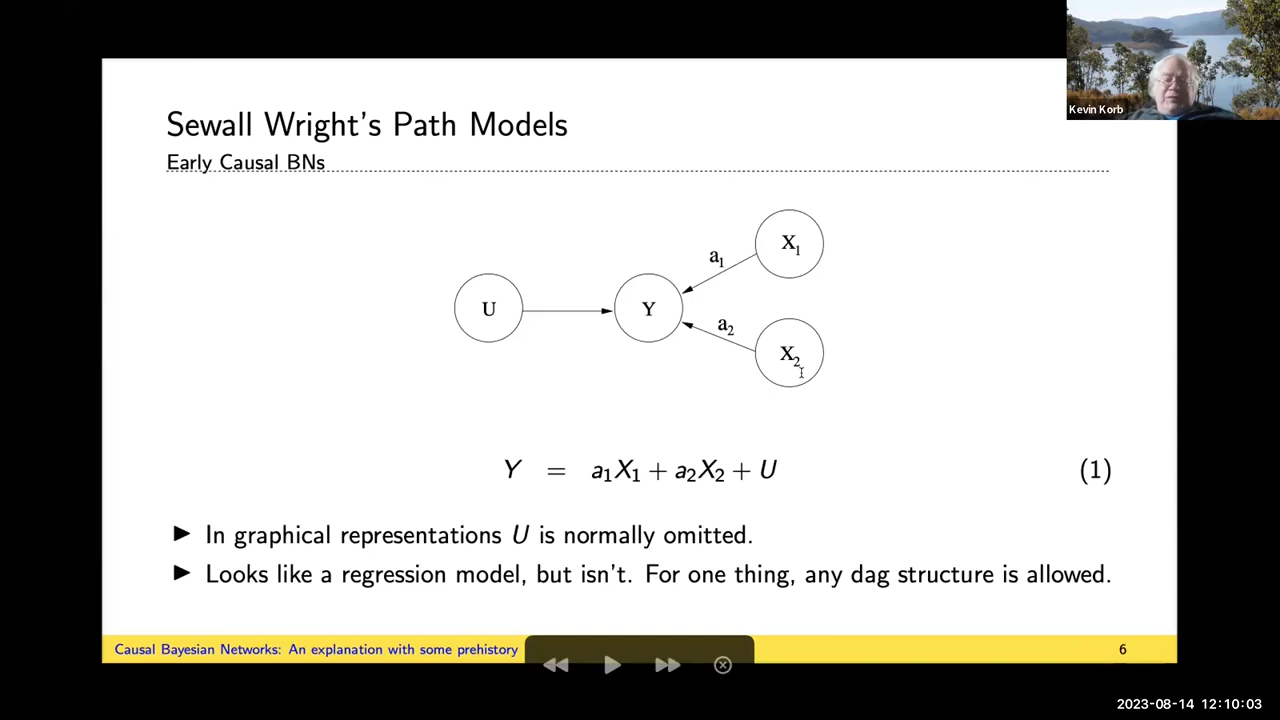 Kevin Korb
Sewall Wright's Path Models
Early Causal BNs
X1
a1
U
Y
a2
X2
Y = a1X1 + a2X2 + U (1)
▶ In graphical representations U is normally omitted.
▶ Looks like a regression model, but isn't. For one thing, any dag structure is allowed.
Causal Bayesian Networks: An explanation with some prehistory 6
2023-08-14 12:10:03